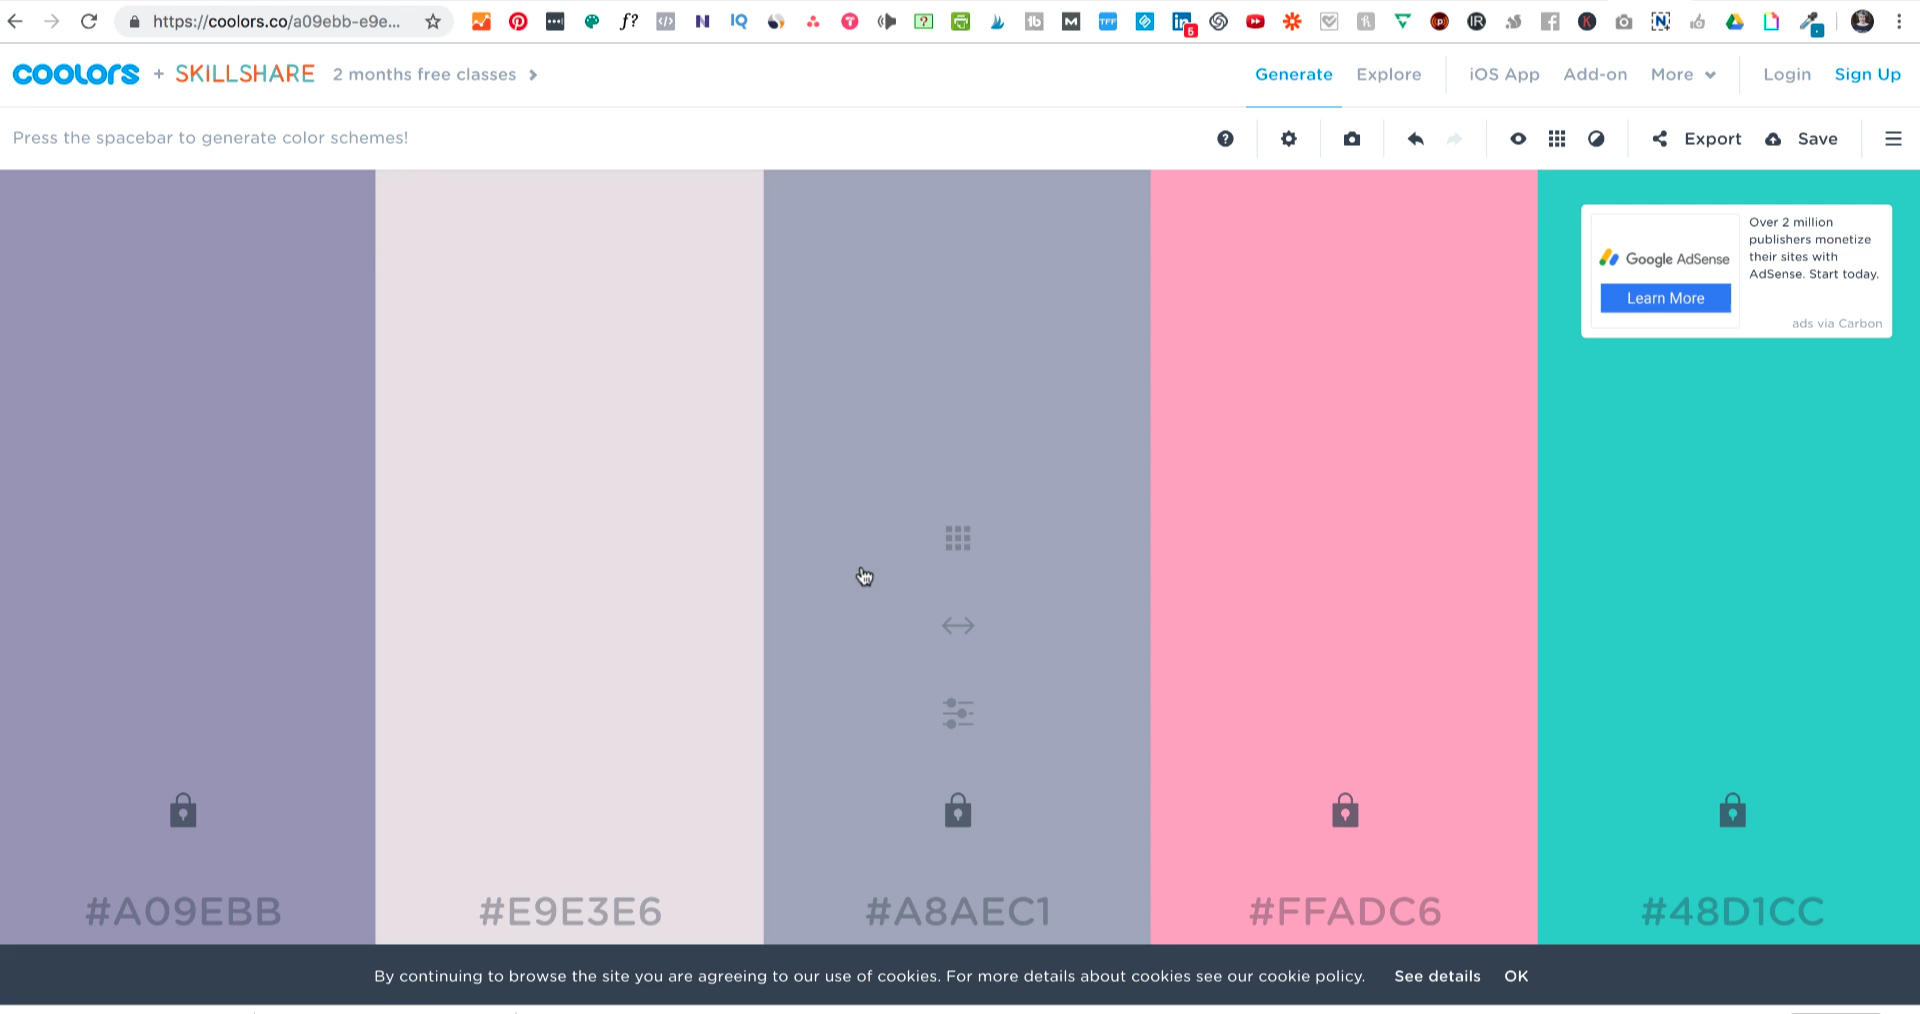 https://coolors.co/a09ebb-e9e...
coolors + SKILLSHARE 2 months free classes
Generate Explore iOS App Add-on More Login Sign Up
Press the spacebar to generate color schemes!
Export Save
Over 2 million
publishers monetize
their sites with
AdSense. Start today.
Google AdSense
Learn More
ads via Carbon
#A09EBB #E9E3E6 #A8AEC1 #FFADC6 #48D1CC
By continuing to browse the site you are agreeing to our use of cookies. For more details about cookies see our cookie policy. See details OK